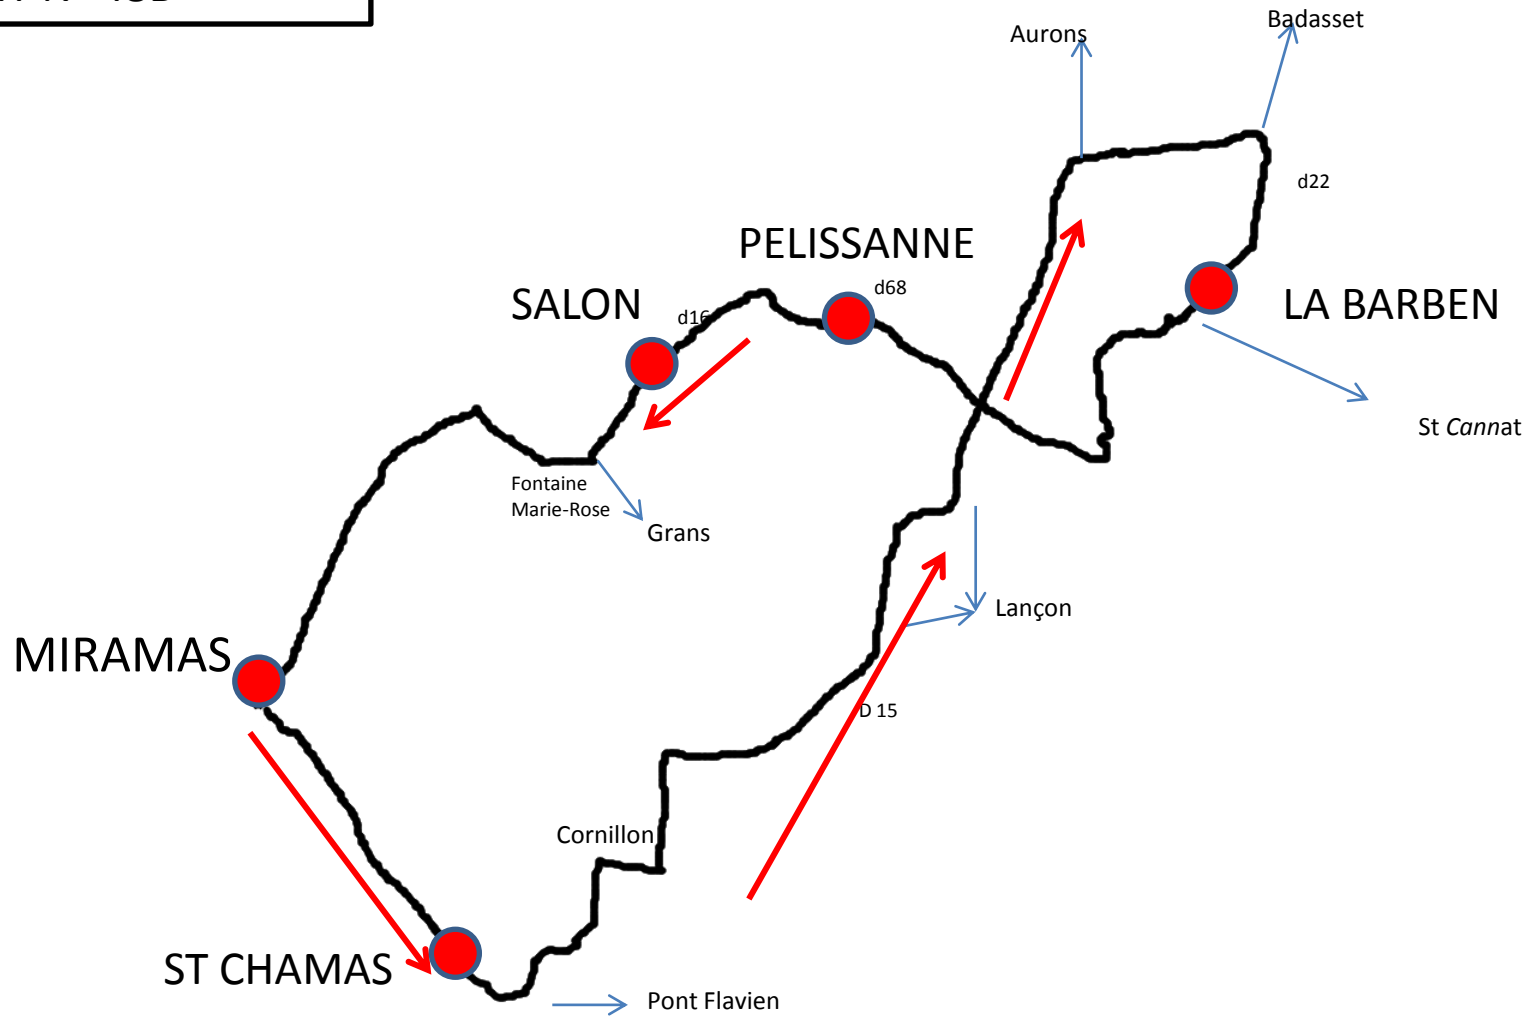 Aurons
Badasset
d22
PELISSANNE
d68
SALON
d16
LA BARBEN
St Cannat
Fontaine
Marie-Rose
Grans
Lançon
MIRAMAS
D 15
Cornillon
ST CHAMAS
Pont Flavien